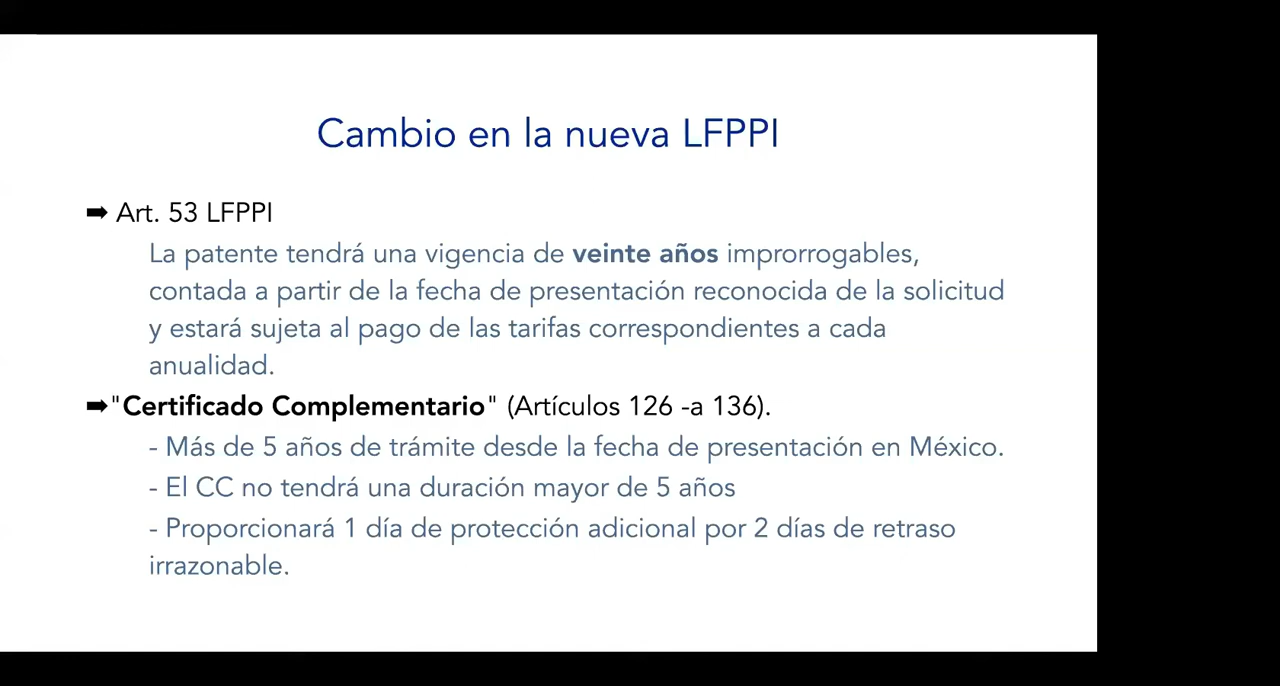 Cambio en la nueva LFPPI
➡ Art. 53 LFPPI
La patente tendrá una vigencia de veinte años improrrogables,
contada a partir de la fecha de presentación reconocida de la solicitud
y estará sujeta al pago de las tarifas correspondientes a cada
anualidad.
➡"Certificado Complementario" (Artículos 126 -a 136).
- Más de 5 años de trámite desde la fecha de presentación en México.
- El CC no tendrá una duración mayor de 5 años
- Proporcionará 1 día de protección adicional por 2 días de retraso
irrazonable.